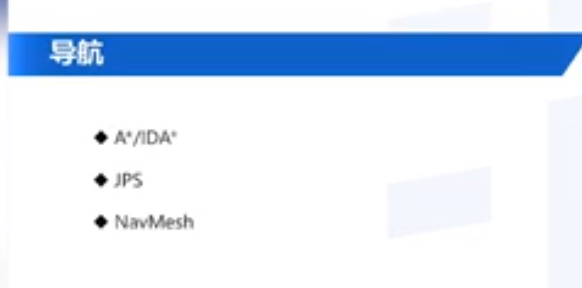 导航
◆ A*/IDA*
◆ JPS
◆ NavMesh